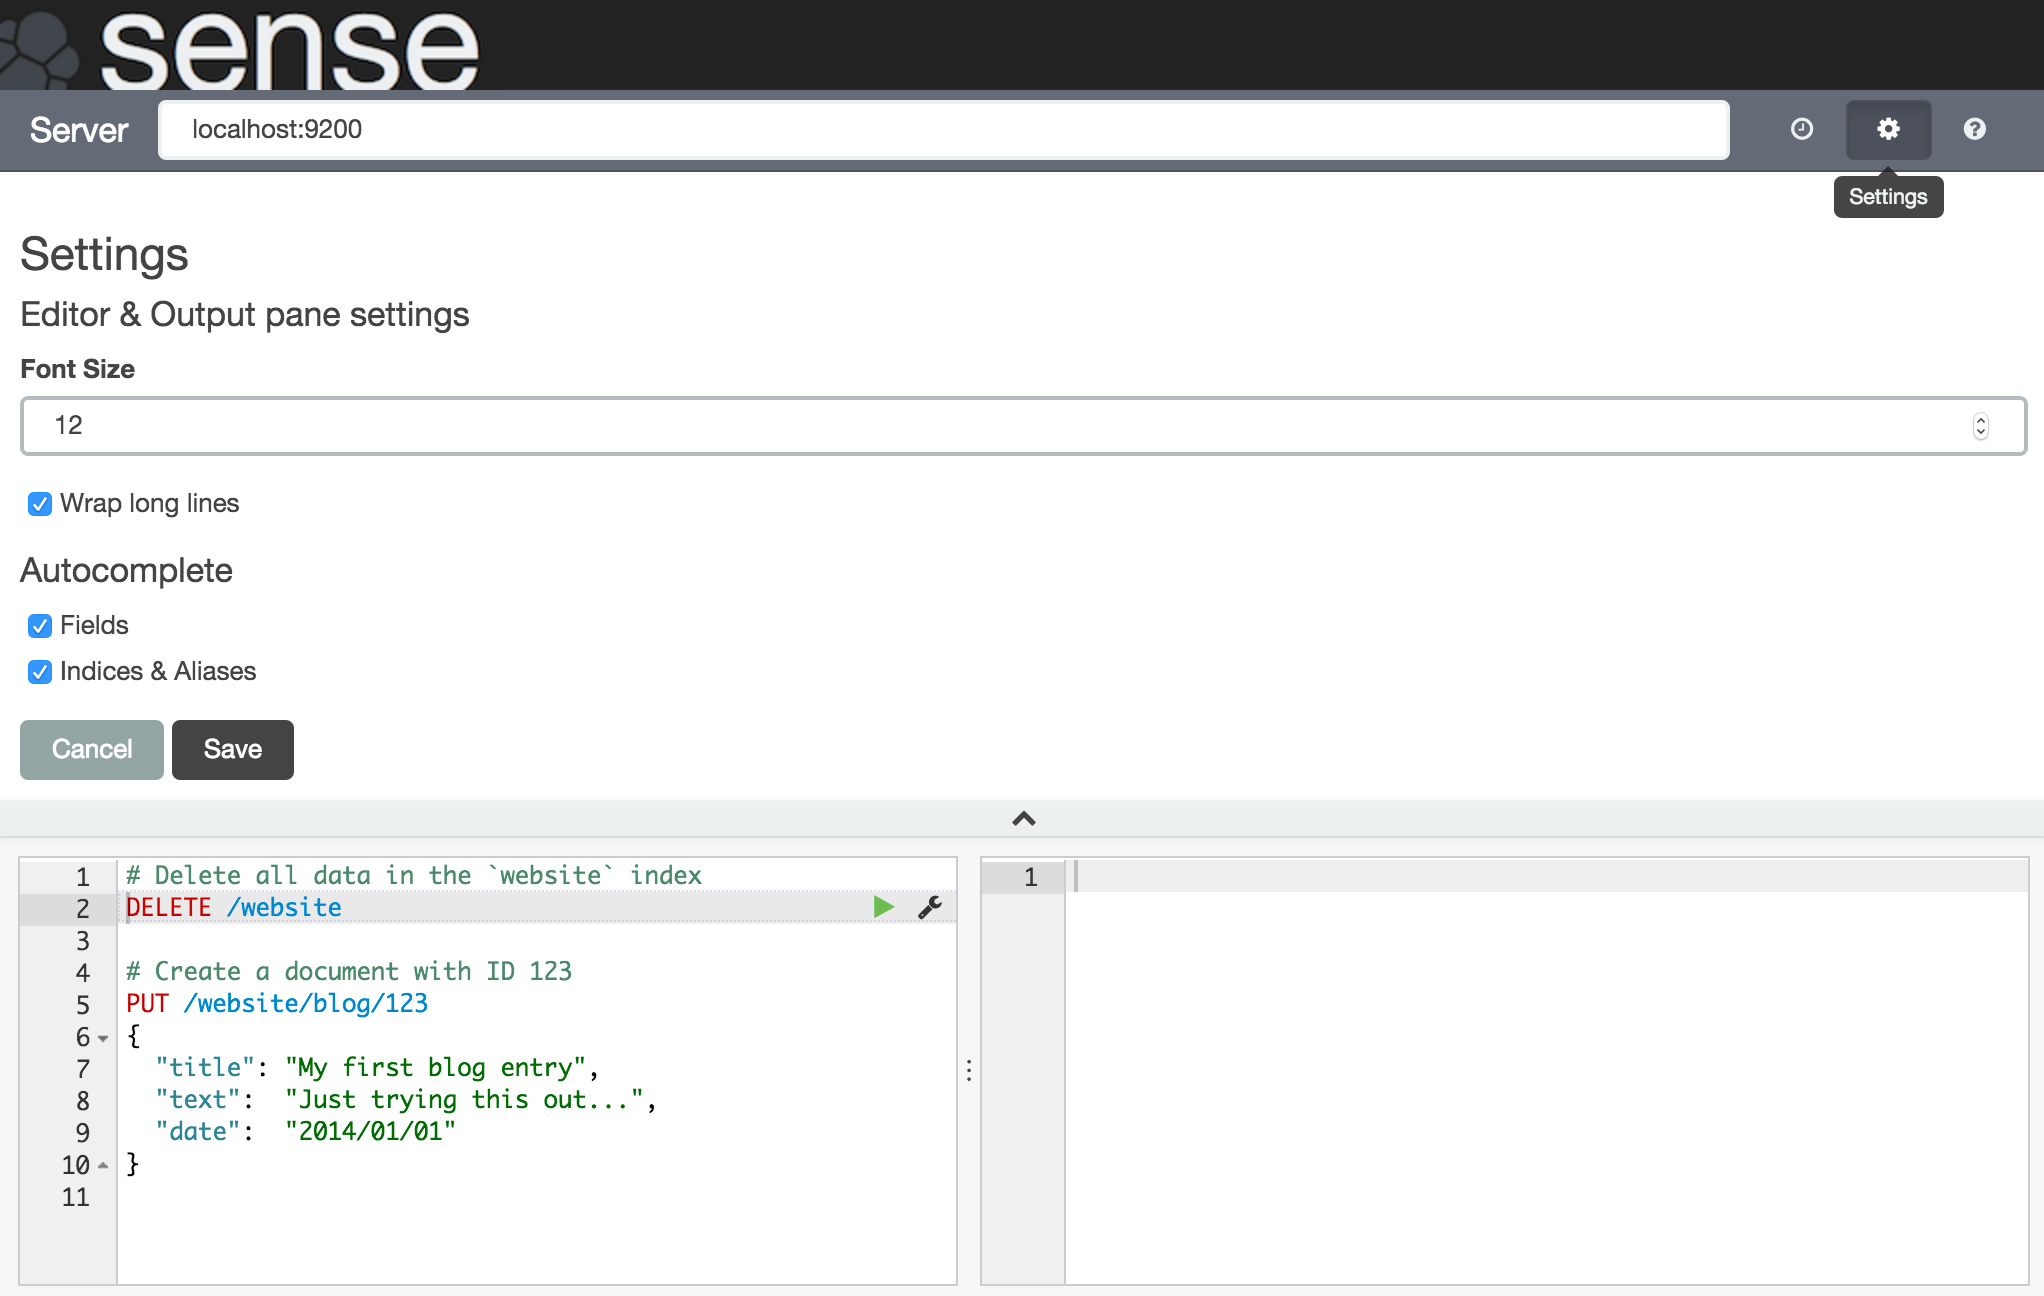 sense
Server localhost:9200
Settings
Settings
Editor & Output pane settings
Font Size
12
Wrap long lines
Autocomplete
Fields
Indices & Aliases
Cancel Save
1 # Delete all data in the `website` index
2 DELETE /website
3
4 # Create a document with ID 123
5 PUT /website/blog/123
6 {
7 "title": "My first blog entry",
8 "text":  "Just trying this out...",
9 "date":  "2014/01/01"
10 }
11
1